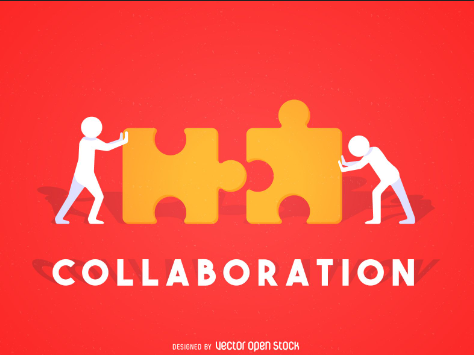 COLLABORATION
DESIGNED BY vector open stock